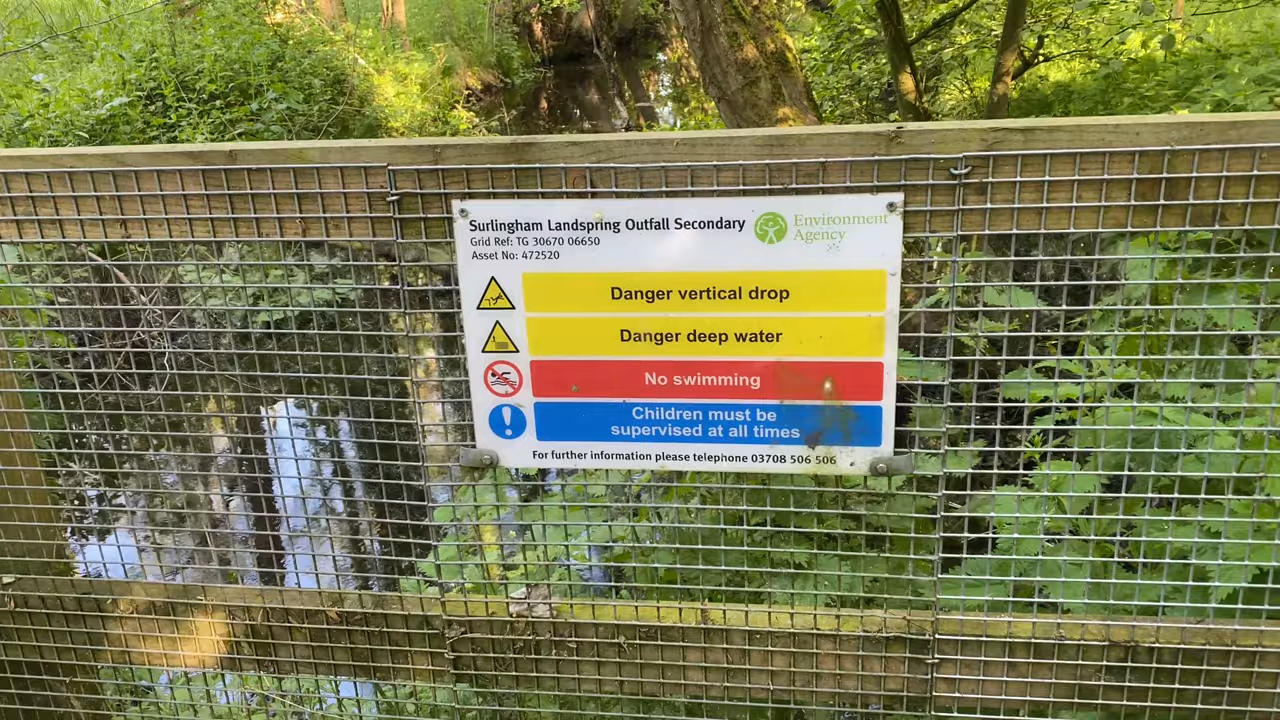 Surlingham Landspring Outfall Secondary
Grid Ref: TG 30670 06650
Asset No: 472520
Environment
Agency
Danger vertical drop
Danger deep water
No swimming
Children must be
supervised at all times
For further information please telephone 03708 506 506